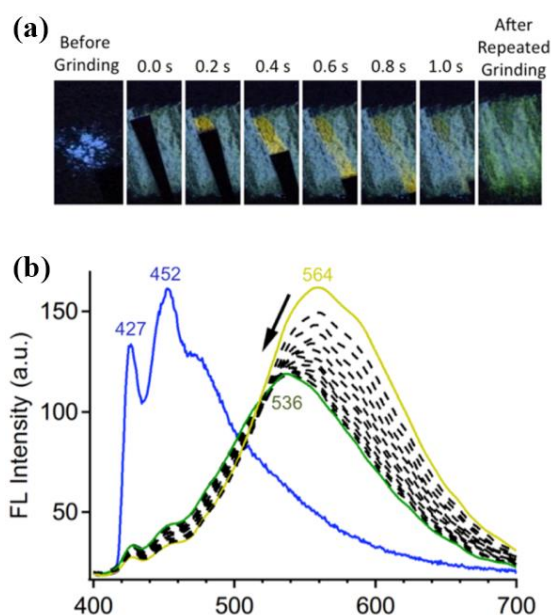 (a)
Before
Grinding
0.0 s
0.2 s
0.4 s
0.6 s
0.8 s
1.0 s
After
Repeated
Grinding
(b)
FL Intensity (a.u.)
150
100
50
427
452
564
536
400
500
600
700